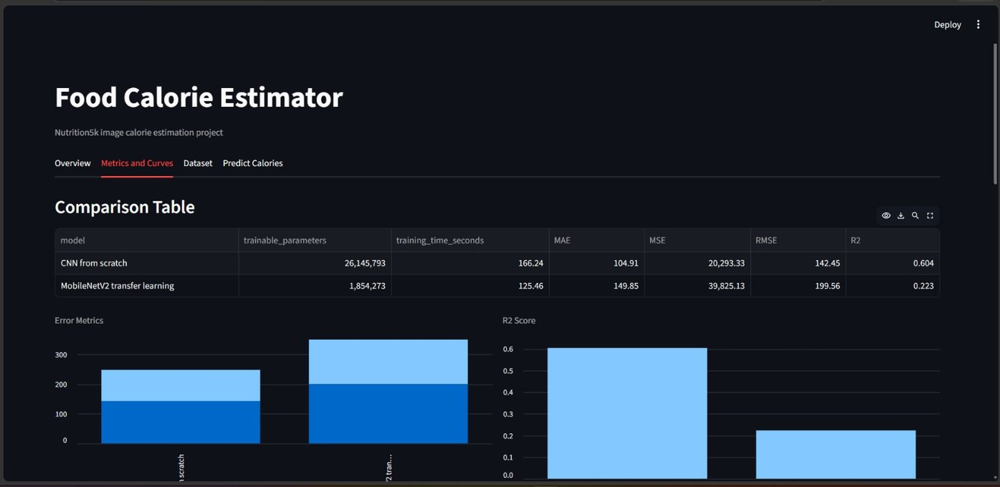 Deploy
Food Calorie Estimator
Nutrition5k image calorie estimation project
Overview Metrics and Curves Dataset Predict Calories
Comparison Table
model trainable_parameters training_time_seconds MAE MSE RMSE R2
CNN from scratch 26,145,793 166.24 104.91 20,293.33 142.45 0.604
MobileNetV2 transfer learning 1,854,273 125.46 149.85 39,825.13 199.56 0.223
Error Metrics
300
200
100
0
scratch
/2 tran...
R2 Score
0.6
0.5
0.4
0.3
0.2
0.1
0.0